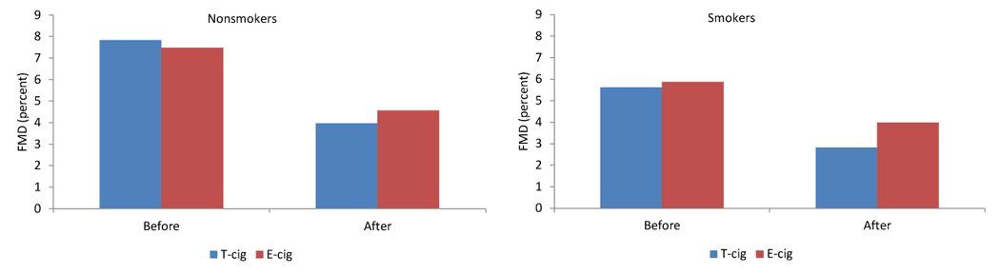 Nonsmokers
FMD (percent)
9
8
7
6
5
4
3
2
1
0
Before After
T-cig E-cig
Smokers
FMD (percent)
9
8
7
6
5
4
3
2
1
0
Before After
T-cig E-cig